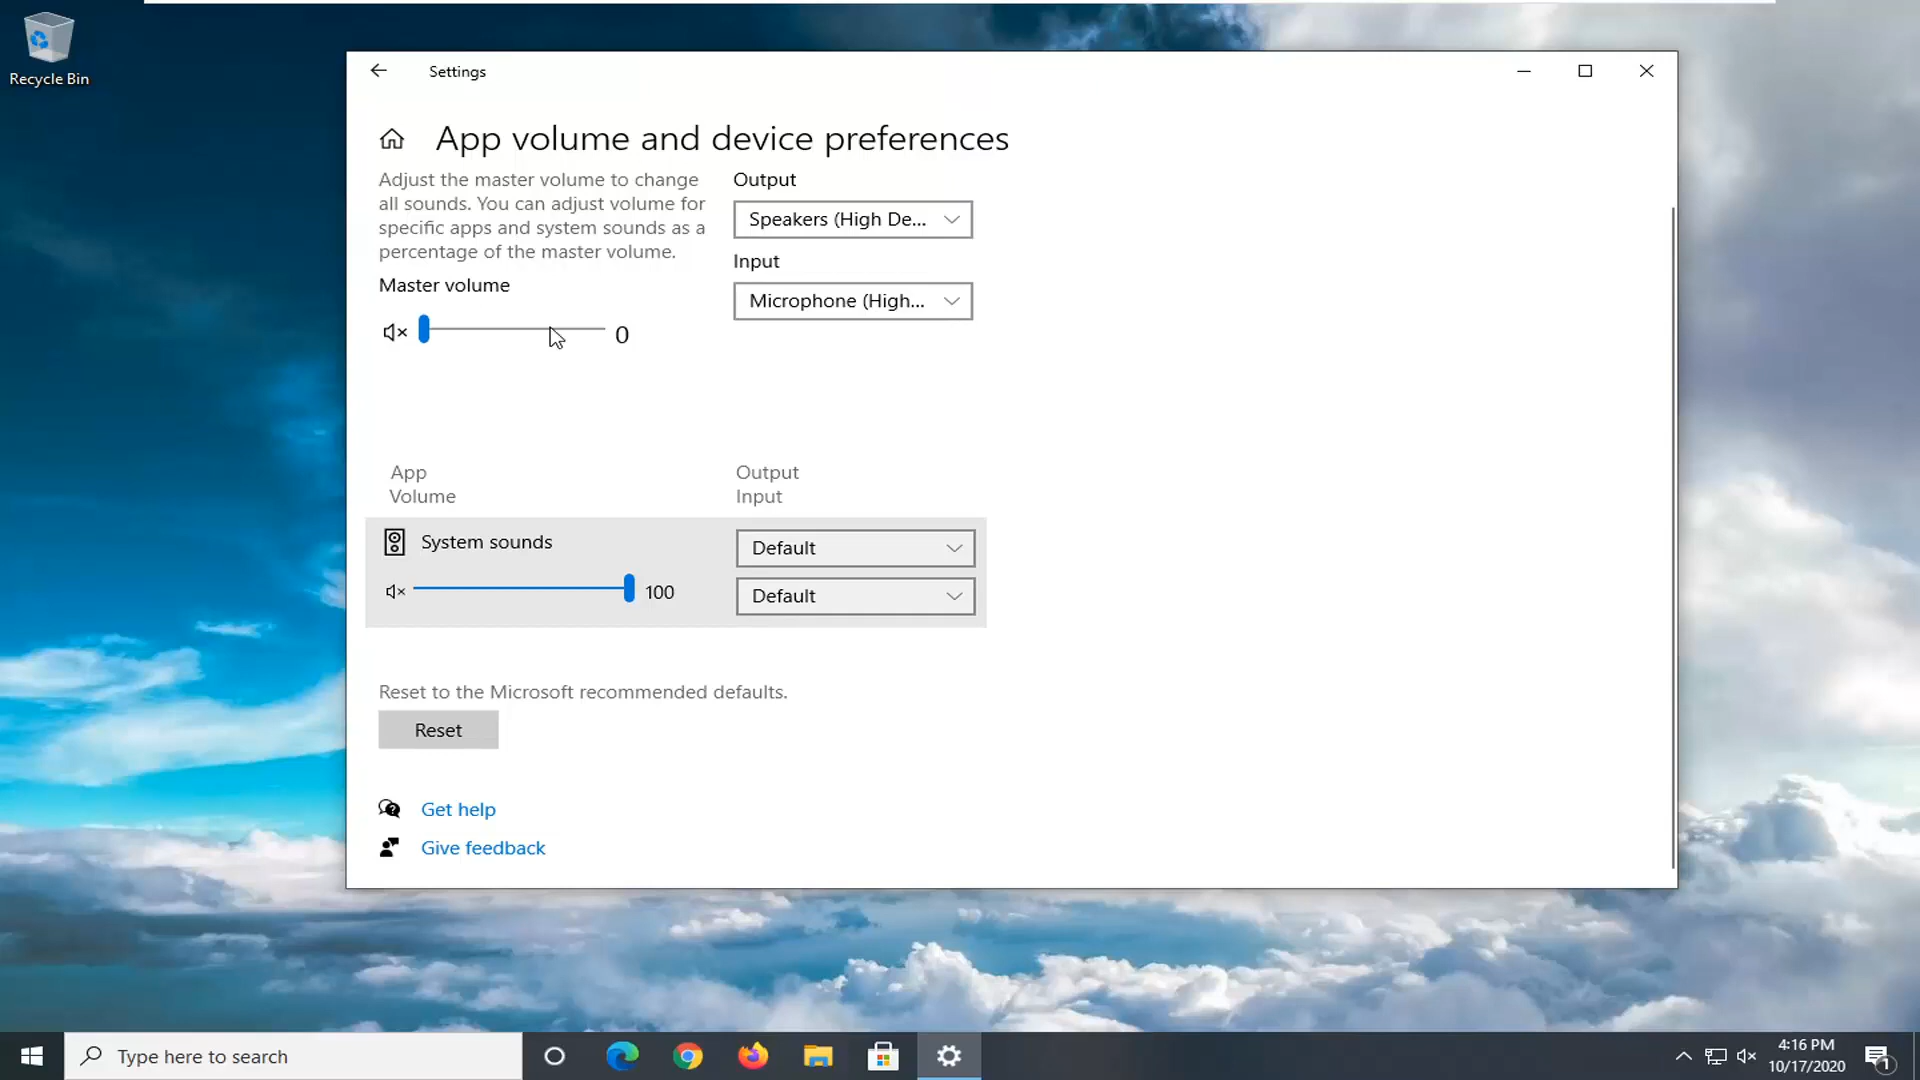 Recycle Bin
Settings
App volume and device preferences
Adjust the master volume to change
all sounds. You can adjust volume for
specific apps and system sounds as a
percentage of the master volume.
Master volume
0
Output
Speakers (High De...
Input
Microphone (High...
App
Volume
Output
Input
System sounds
100
Default
Default
Reset to the Microsoft recommended defaults.
Reset
Get help
Give feedback
Type here to search
4:16 PM
10/17/2020
1